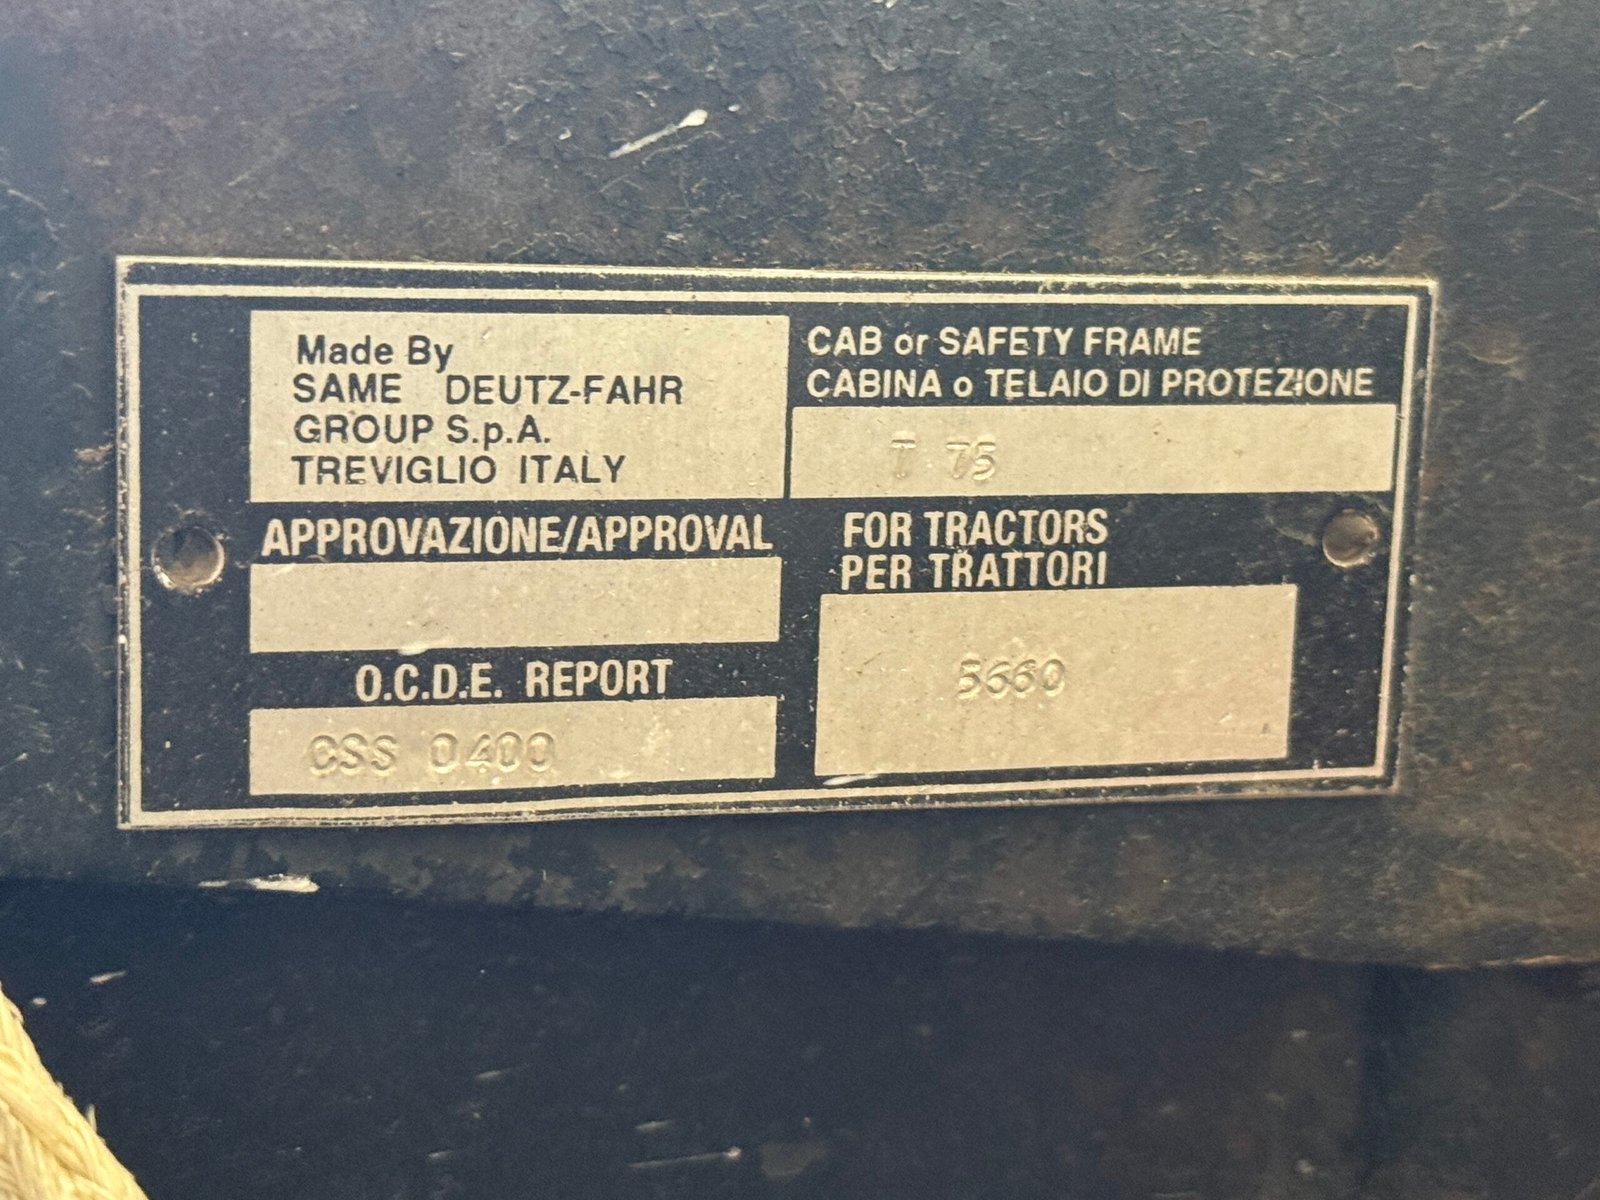 Made By
SAME DEUTZ-FAHR
GROUP S.p.A.
TREVIGLIO ITALY
CAB or SAFETY FRAME
CABINA o TELAIO DI PROTEZIONE
T 75
APPROVAZIONE/APPROVAL
O.C.D.E. REPORT
CSS 0400
FOR TRACTORS
PER TRATTORI
5660